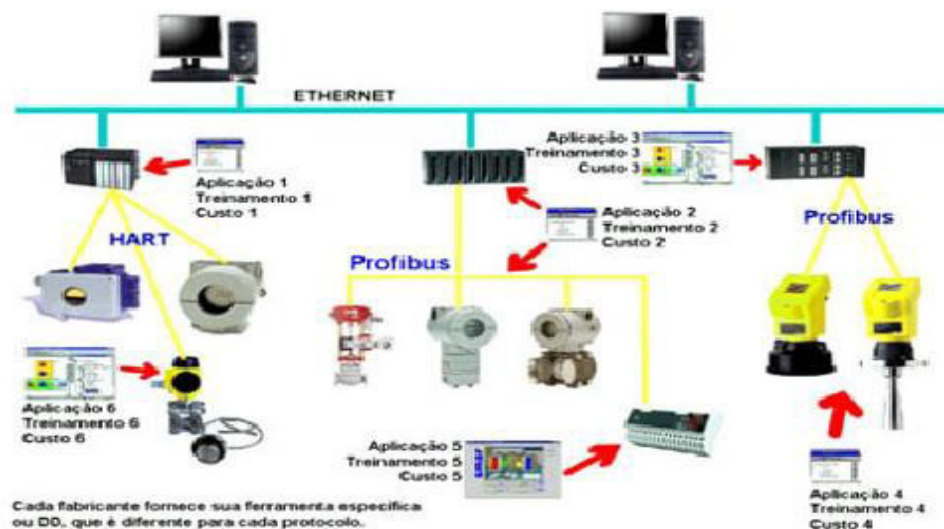 ETHERNET
Aplicação 1
Treinamento 1
Custo 1
HART
Aplicação 3
Treinamento 3
Custo 3
Aplicação 2
Treinamento 2
Custo 2
Profibus
Profibus
Aplicação 6
Treinamento 6
Custo 6
Aplicação 5
Treinamento 5
Custo 5
Aplicação 4
Treinamento 4
Custo 4
Cada fabricante fornece sua ferramenta específica
ou DD, que é diferente para cada protocolo.